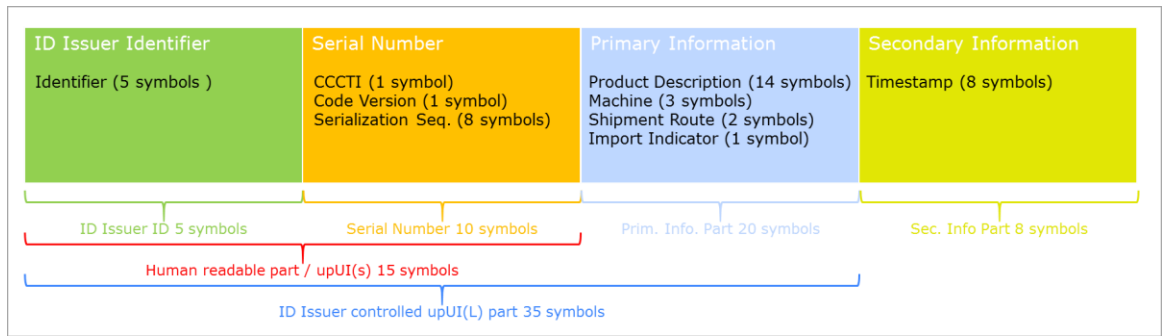 ID Issuer Identifier
Identifier (5 symbols )
Serial Number
CCCTI (1 symbol)
Code Version (1 symbol)
Serialization Seq. (8 symbols)
Primary Information
Product Description (14 symbols)
Machine (3 symbols)
Shipment Route (2 symbols)
Import Indicator (1 symbol)
Secondary Information
Timestamp (8 symbols)
ID Issuer ID 5 symbols
Serial Number 10 symbols
Prim. Info. Part 20 symbols
Sec. Info Part 8 symbols
Human readable part / upUI(s) 15 symbols
ID Issuer controlled upUI(L) part 35 symbols